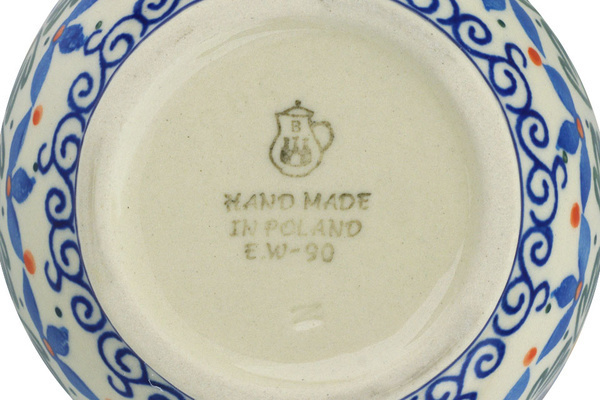 B
HAND MADE
IN POLAND
E.W-90